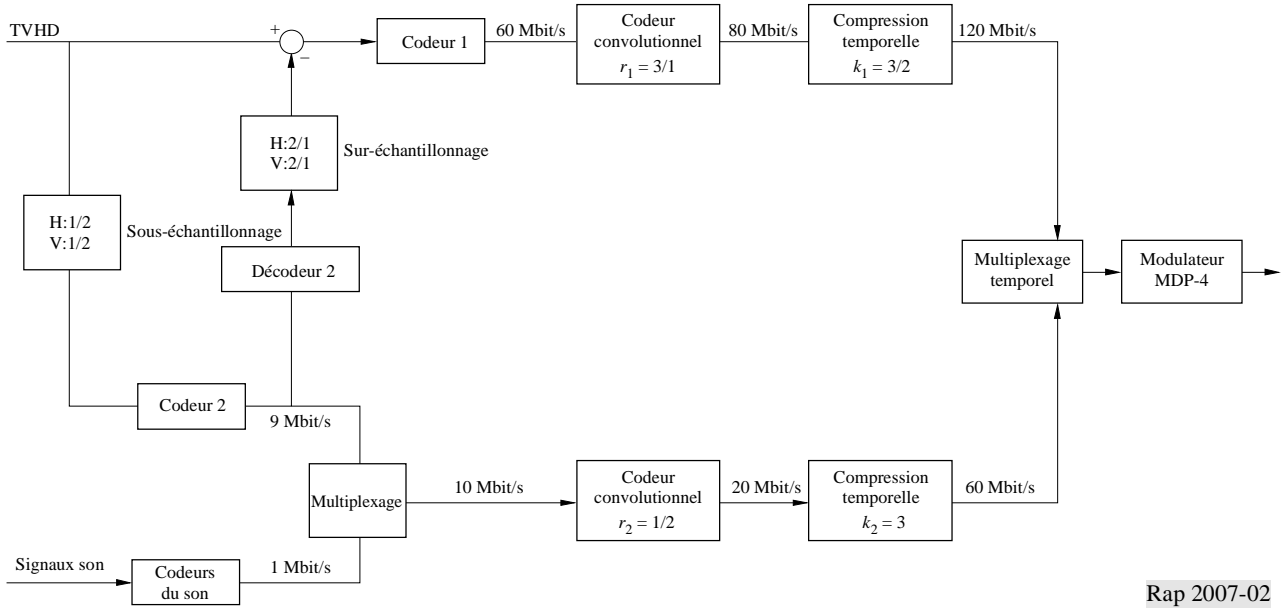 TVHD
+
−
Codeur 1
60 Mbit/s
Codeur
convolutionnel
r1 = 3/1
80 Mbit/s
Compression
temporelle
k1 = 3/2
120 Mbit/s
H:2/1
V:2/1
Sur-échantillonnage
H:1/2
V:1/2
Sous-échantillonnage
Décodeur 2
Multiplexage
temporel
Modulateur
MDP-4
Codeur 2
9 Mbit/s
Multiplexage
10 Mbit/s
Codeur
convolutionnel
r2 = 1/2
20 Mbit/s
Compression
temporelle
k2 = 3
60 Mbit/s
Signaux son
Codeurs
du son
1 Mbit/s
Rap 2007-02